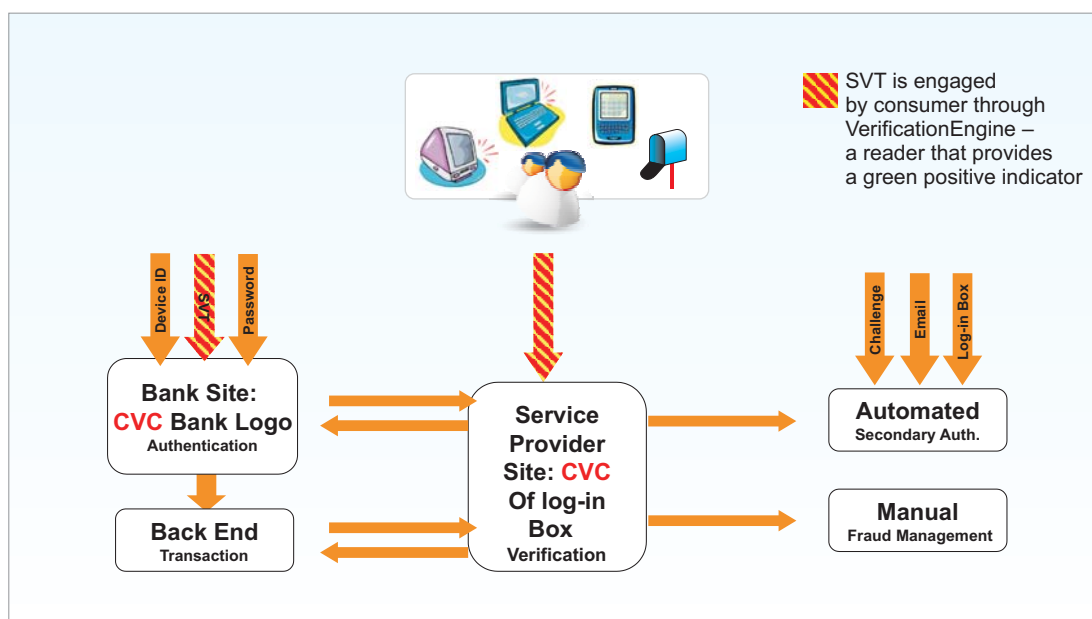 SVT is engaged
by consumer through
VerificationEngine –
a reader that provides
a green positive indicator
Device ID
SVT
Password
Challenge
Email
Log-in Box
Bank Site:
CVC Bank Logo
Authentication
Service
Provider
Site: CVC
Of log-in
Box
Verification
Automated
Secondary Auth.
Back End
Transaction
Manual
Fraud Management